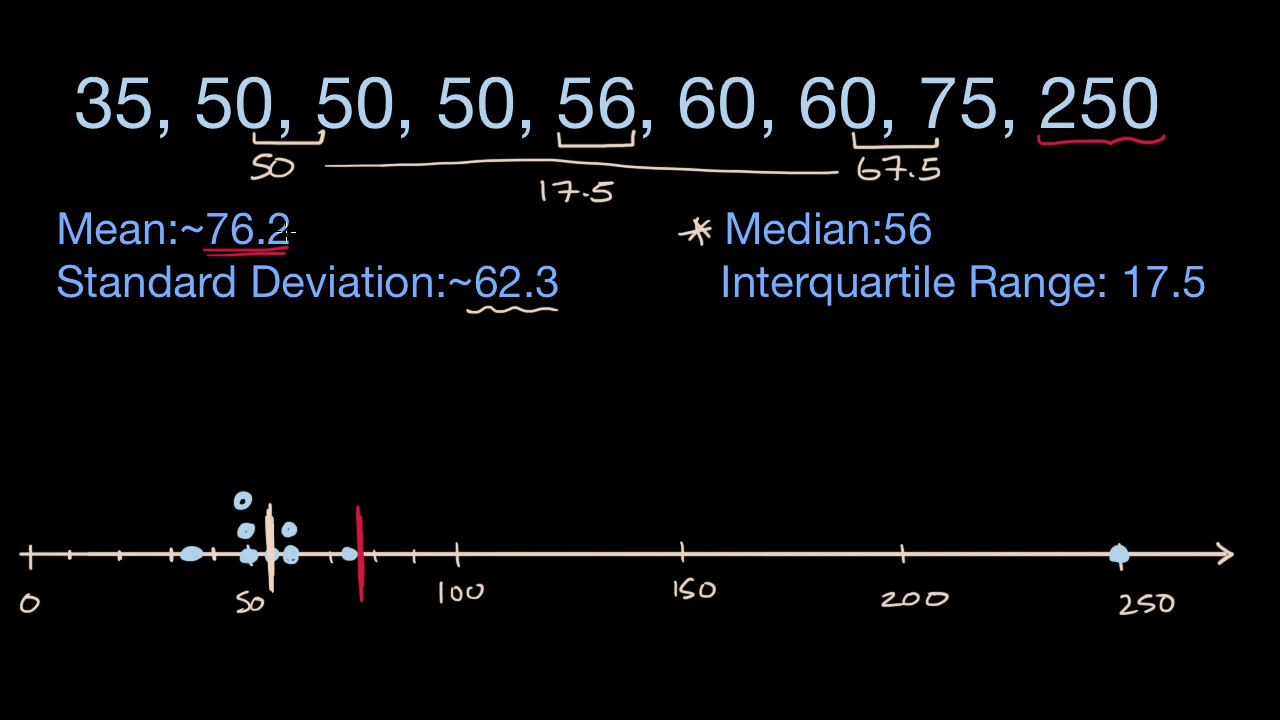 35, 50, 50, 50, 56, 60, 60, 75, 250
50 67.5
17.5
Mean:~76.2 * Median:56
Standard Deviation:~62.3 Interquartile Range: 17.5
0 50 100 150 200 250